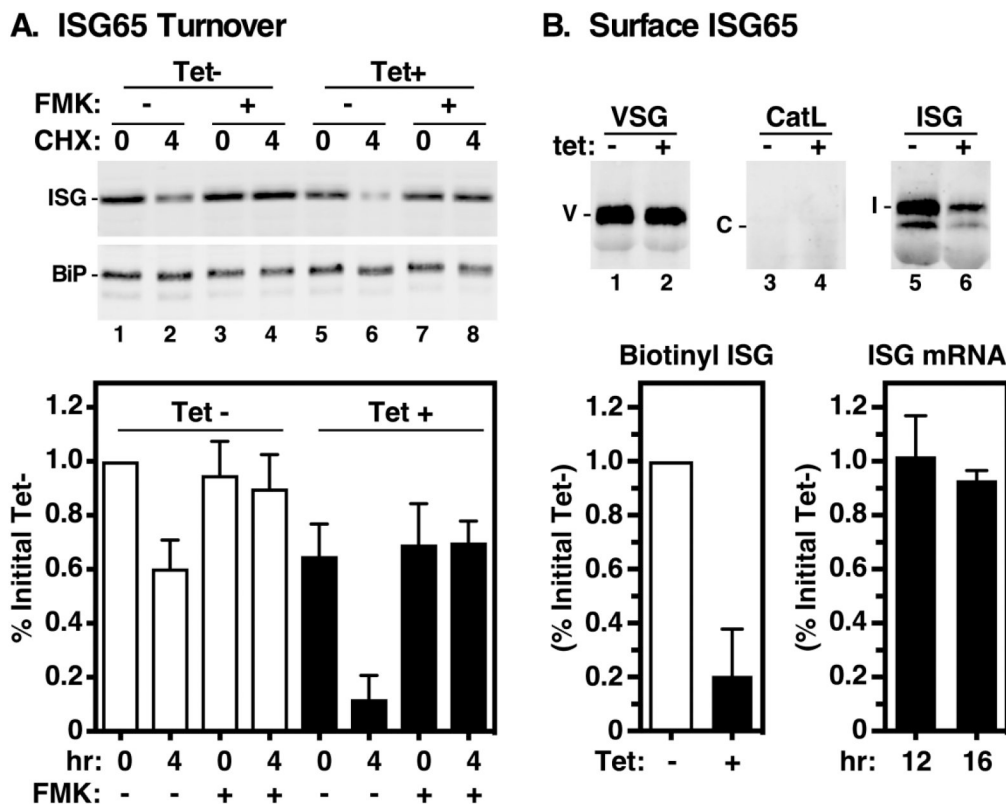 A. ISG65 Turnover
Tet- Tet+
FMK: - + - +
CHX: 0 4 0 4 0 4 0 4
ISG
BiP
1 2 3 4 5 6 7 8
% Initital Tet-
1.2
1.0
0.8
0.6
0.4
0.2
0
Tet - Tet +
hr: 0 4 0 4 0 4 0 4
FMK: - - + + - - + +
B. Surface ISG65
VSG CatL ISG
tet: - + - + - +
V
C
I
1 2 3 4 5 6
Biotinyl ISG
(% Initital Tet-)
1.2
1.0
0.8
0.6
0.4
0.2
0
Tet: - +
ISG mRNA
(% Initital Tet-)
1.2
1.0
0.8
0.6
0.4
0.2
0
hr: 12 16